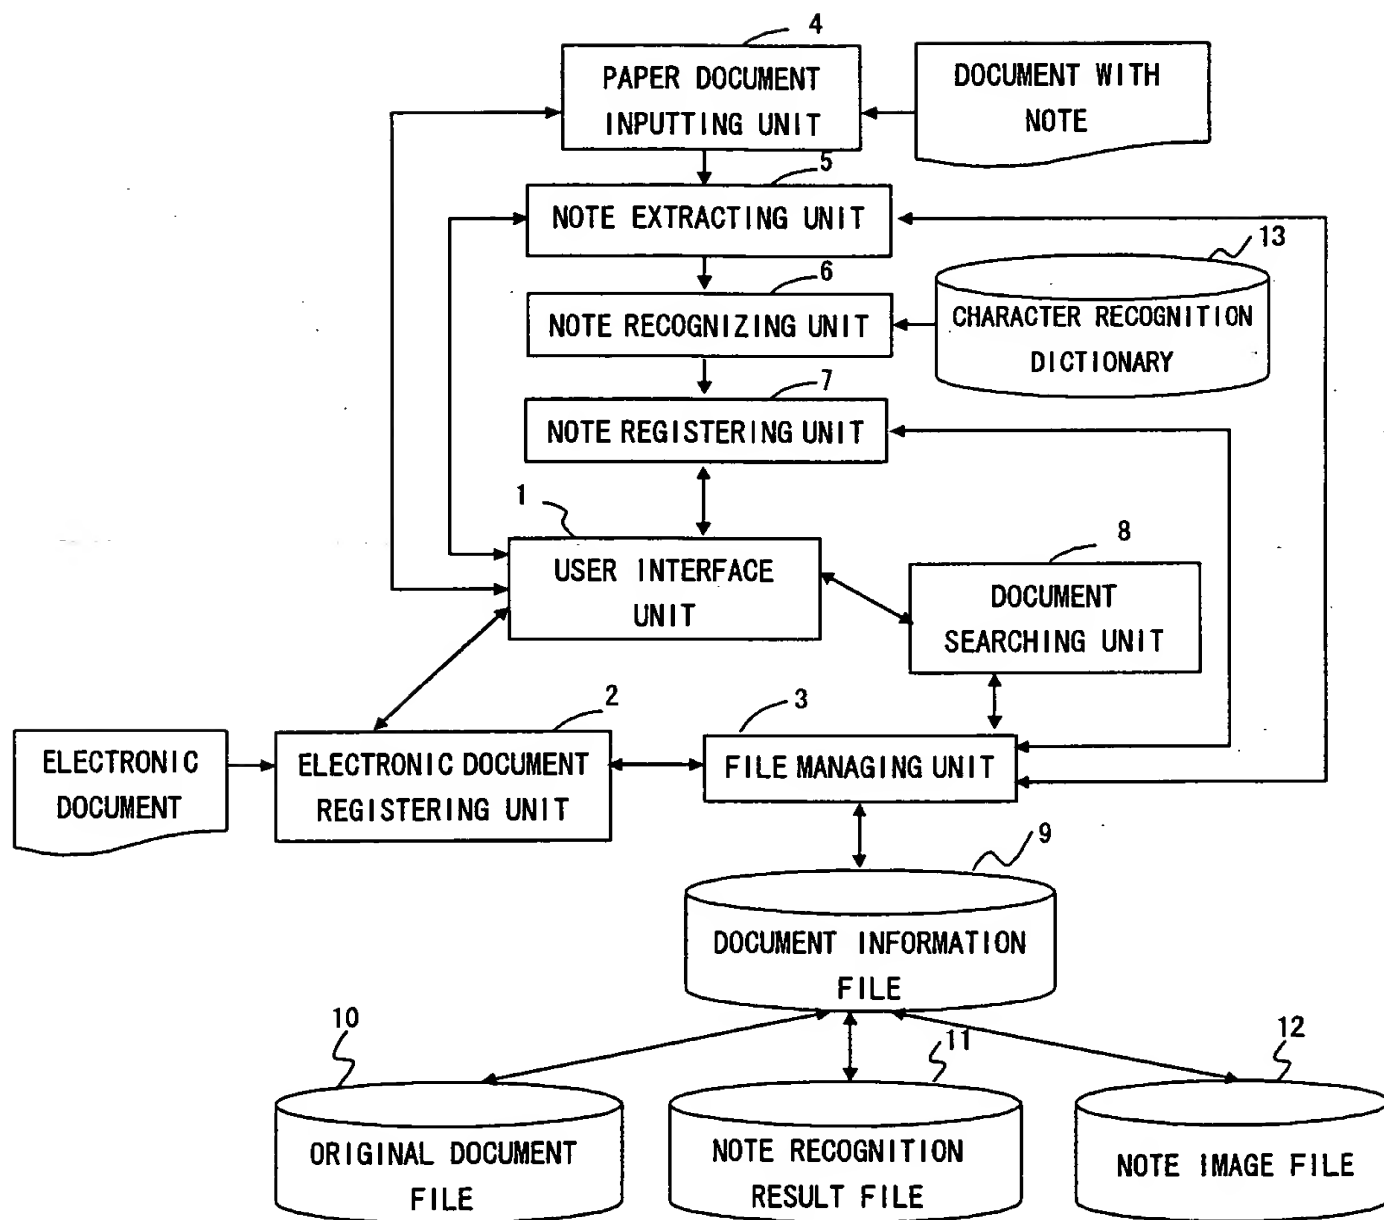 4
PAPER DOCUMENT
INPUTTING UNIT
DOCUMENT WITH
NOTE
5
NOTE EXTRACTING UNIT
6
NOTE RECOGNIZING UNIT
13
CHARACTER RECOGNITION
DICTIONARY
7
NOTE REGISTERING UNIT
1
USER INTERFACE
UNIT
8
DOCUMENT
SEARCHING UNIT
ELECTRONIC
DOCUMENT
2
ELECTRONIC DOCUMENT
REGISTERING UNIT
3
FILE MANAGING UNIT
9
DOCUMENT INFORMATION
FILE
10
ORIGINAL DOCUMENT
FILE
11
NOTE RECOGNITION
RESULT FILE
12
NOTE IMAGE FILE